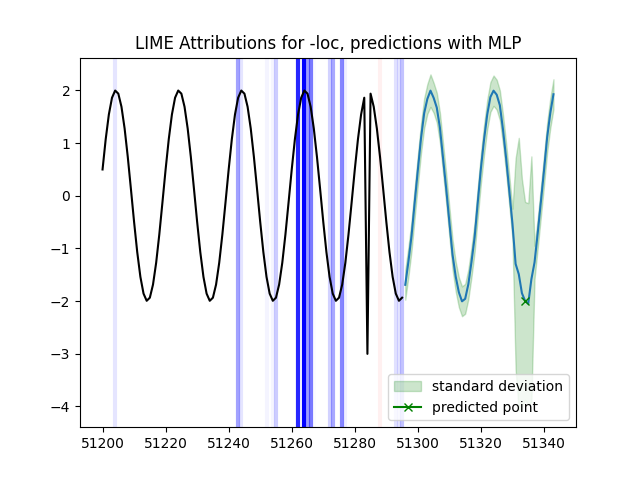 LIME Attributions for -loc, predictions with MLP
2
1
0
−1
−2
−3
−4
standard deviation
predicted point
51200 51220 51240 51260 51280 51300 51320 51340